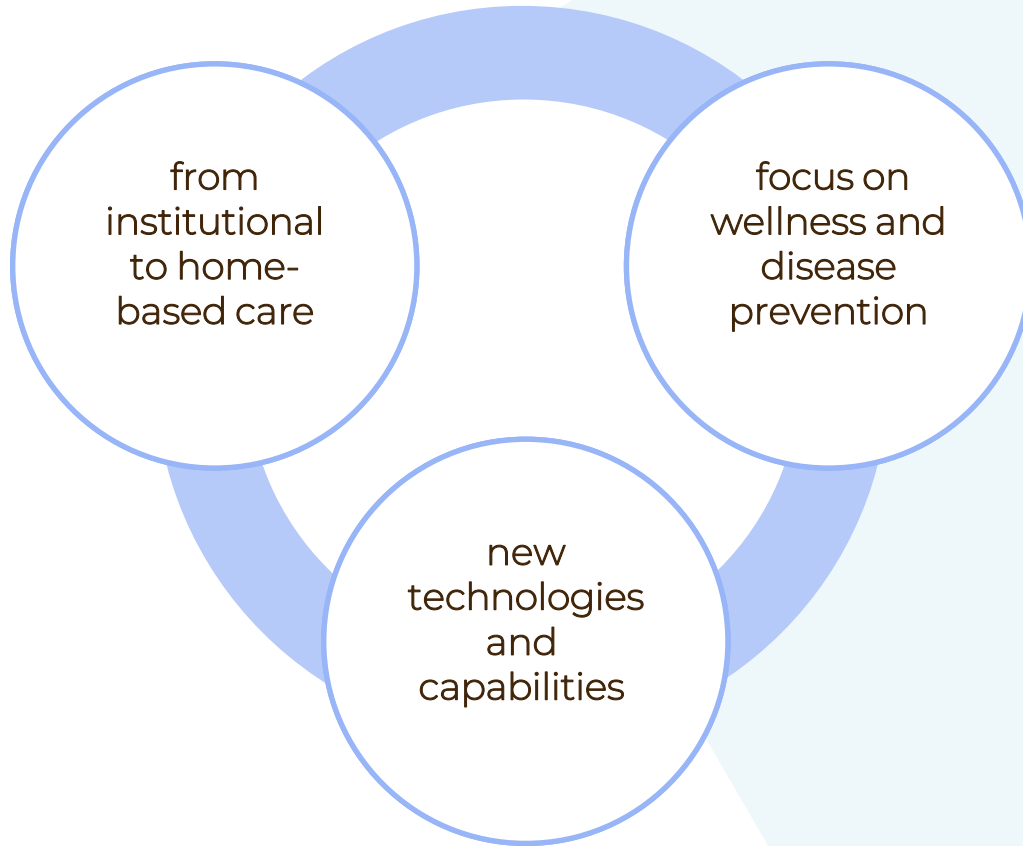 from
institutional
to home-
based care
focus on
wellness and
disease
prevention
new
technologies
and
capabilities